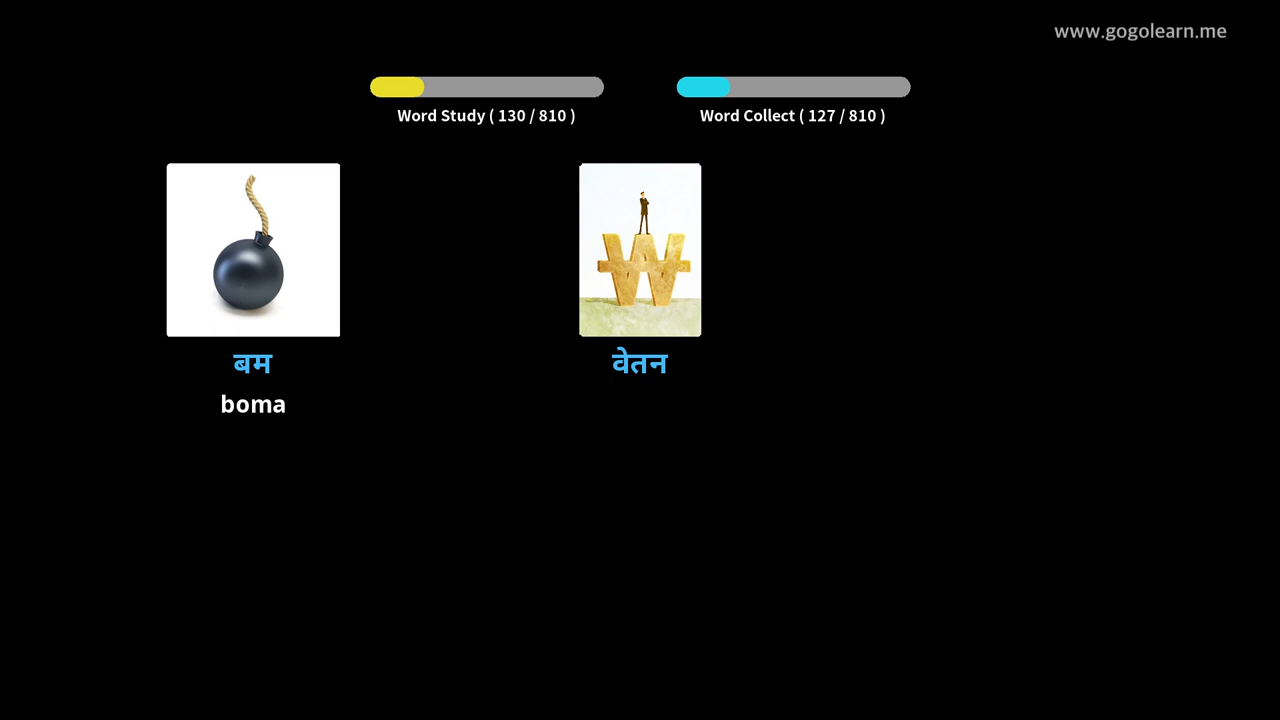 www.gogolearn.me
Word Study ( 130 / 810 )
Word Collect ( 127 / 810 )
बम
वेतन
boma